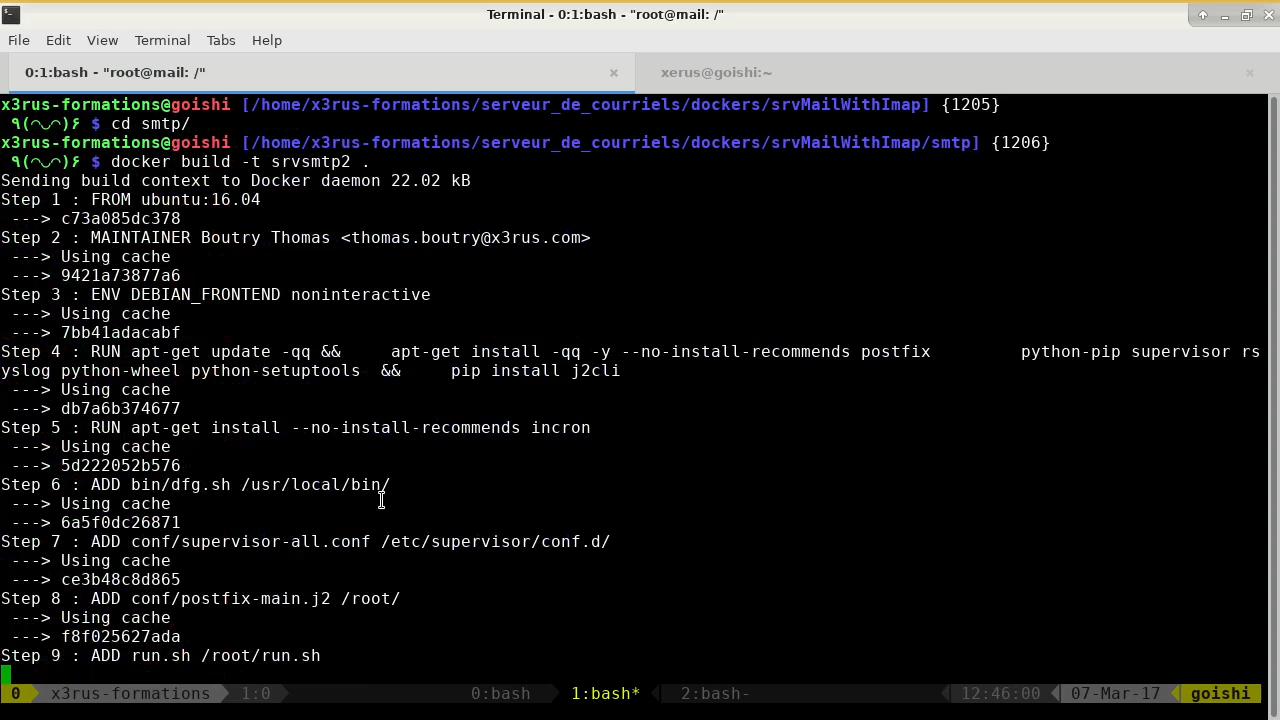 Terminal - 0:1:bash - "root@mail: /"
File Edit View Terminal Tabs Help
0:1:bash - "root@mail: /"
xerus@goishi:~
x3rus-formations@goishi [/home/x3rus-formations/serveur_de_courriels/dockers/srvMailWithImap] {1205}
٩(◠◡◠)۶ $ cd smtp/
x3rus-formations@goishi [/home/x3rus-formations/serveur_de_courriels/dockers/srvMailWithImap/smtp] {1206}
٩(◠◡◠)۶ $ docker build -t srvsmtp2 .
Sending build context to Docker daemon 22.02 kB
Step 1 : FROM ubuntu:16.04
---> c73a085dc378
Step 2 : MAINTAINER Boutry Thomas <thomas.boutry@x3rus.com>
---> Using cache
---> 9421a73877a6
Step 3 : ENV DEBIAN_FRONTEND noninteractive
---> Using cache
---> 7bb41adacabf
Step 4 : RUN apt-get update -qq &&     apt-get install -qq -y --no-install-recommends postfix         python-pip supervisor rs
yslog python-wheel python-setuptools  &&     pip install j2cli
---> Using cache
---> db7a6b374677
Step 5 : RUN apt-get install --no-install-recommends incron
---> Using cache
---> 5d222052b576
Step 6 : ADD bin/dfg.sh /usr/local/bin/
---> Using cache
---> 6a5f0dc26871
Step 7 : ADD conf/supervisor-all.conf /etc/supervisor/conf.d/
---> Using cache
---> ce3b48c8d865
Step 8 : ADD conf/postfix-main.j2 /root/
---> Using cache
---> f8f025627ada
Step 9 : ADD run.sh /root/run.sh
0 x3rus-formations 1:0 0:bash 1:bash* 2:bash- 12:46:00 07-Mar-17 goishi